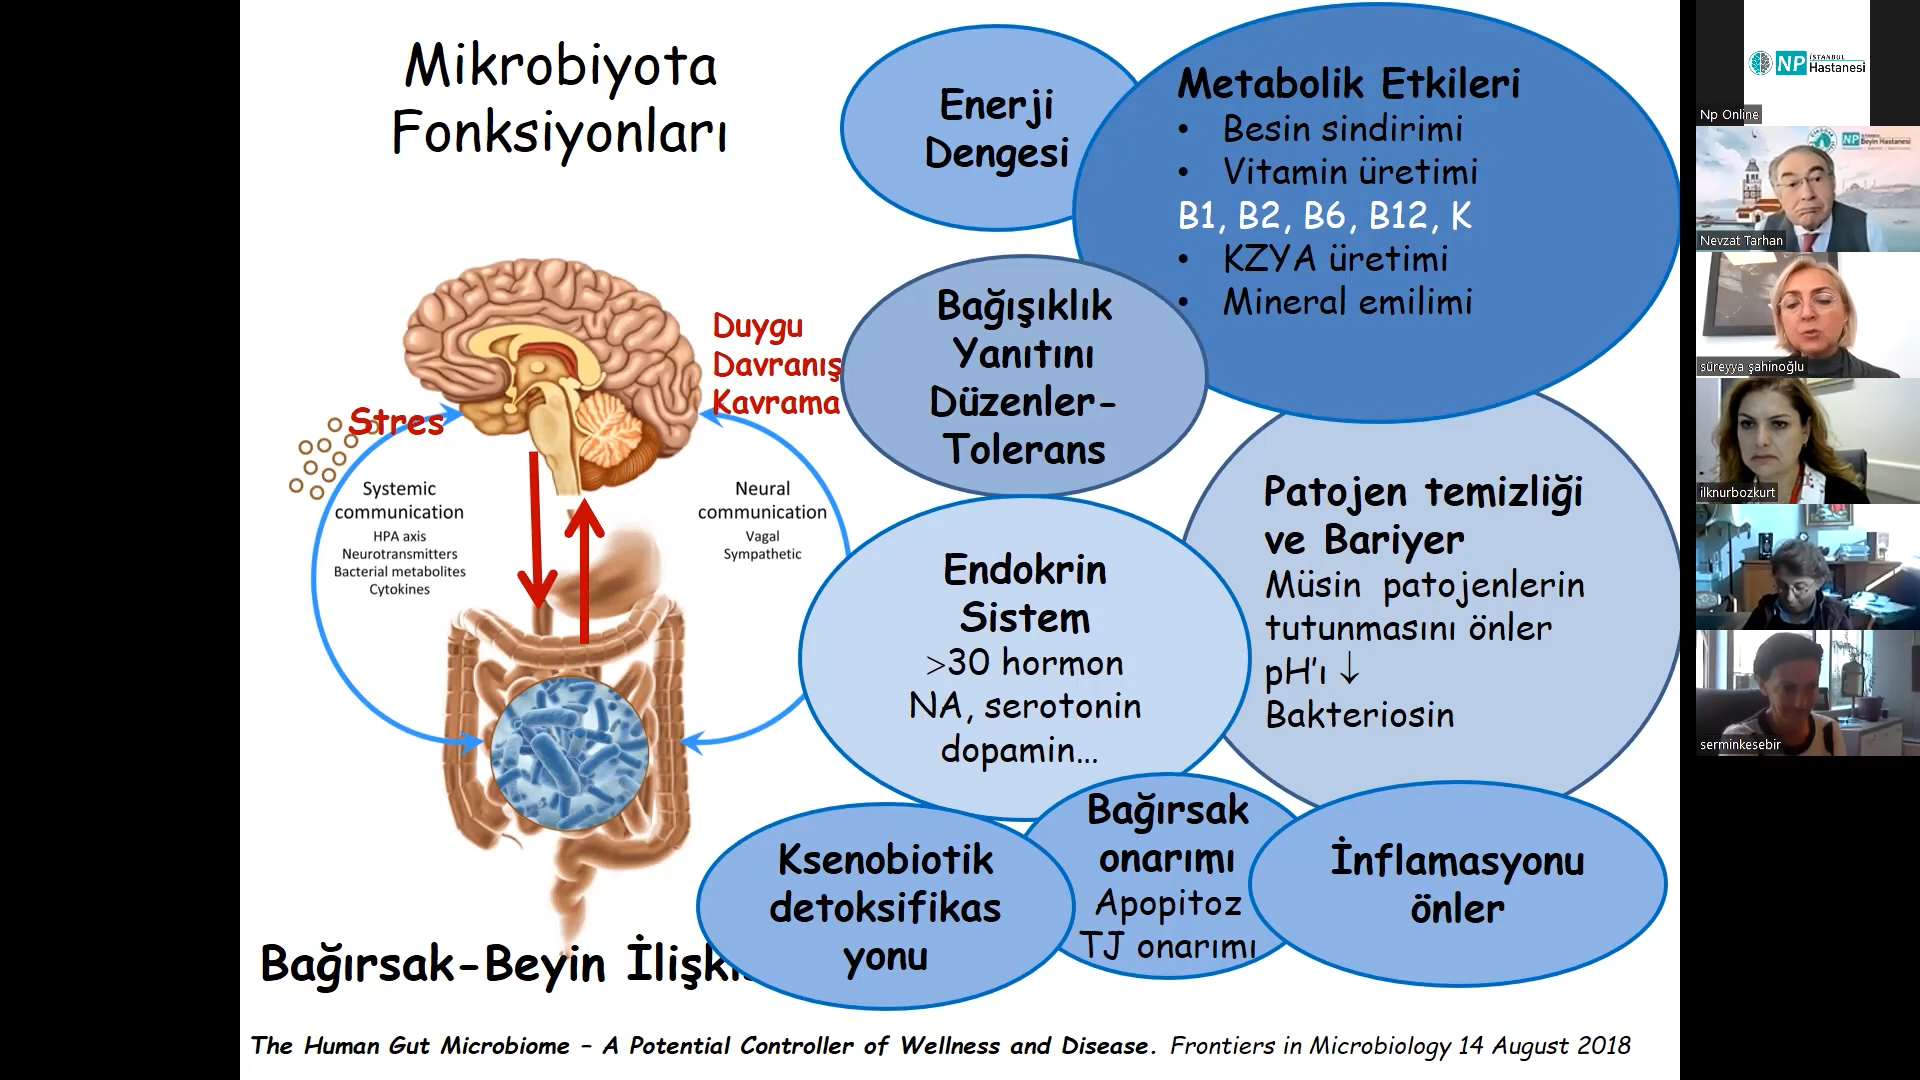 Mikrobiyota
Fonksiyonları
Enerji
Dengesi
Metabolik Etkileri
• Besin sindirimi
• Vitamin üretimi
B1, B2, B6, B12, K
• KZYA üretimi
• Mineral emilimi
Bağışıklık
Yanıtını
Düzenler-
Tolerans
Duygu
Davranış
Kavrama
Stres
Systemic
communication
HPA axis
Neurotransmitters
Bacterial metabolites
Cytokines
Neural
communication
Vagal
Sympathetic
Endokrin
Sistem
>30 hormon
NA, serotonin
dopamin...
Patojen temizliği
ve Bariyer
Müsin patojenlerin
tutunmasını önler
pH'ı ↓
Bakteriosin
Ksenobiotik
detoksifikas
yonu
Bağırsak
onarımı
Apopitoz
TJ onarımı
İnflamasyonu
önler
Bağırsak-Beyin
The Human Gut Microbiome – A Potential Controller of Wellness and Disease. Frontiers in Microbiology 14 August 2018
NP İSTANBUL
Hastanesi
Np Online
NP
Beyin Hastanesi
Nevzat Tarhan
süreyya şahinoğlu
ilknurbozkurt
serminkesebir